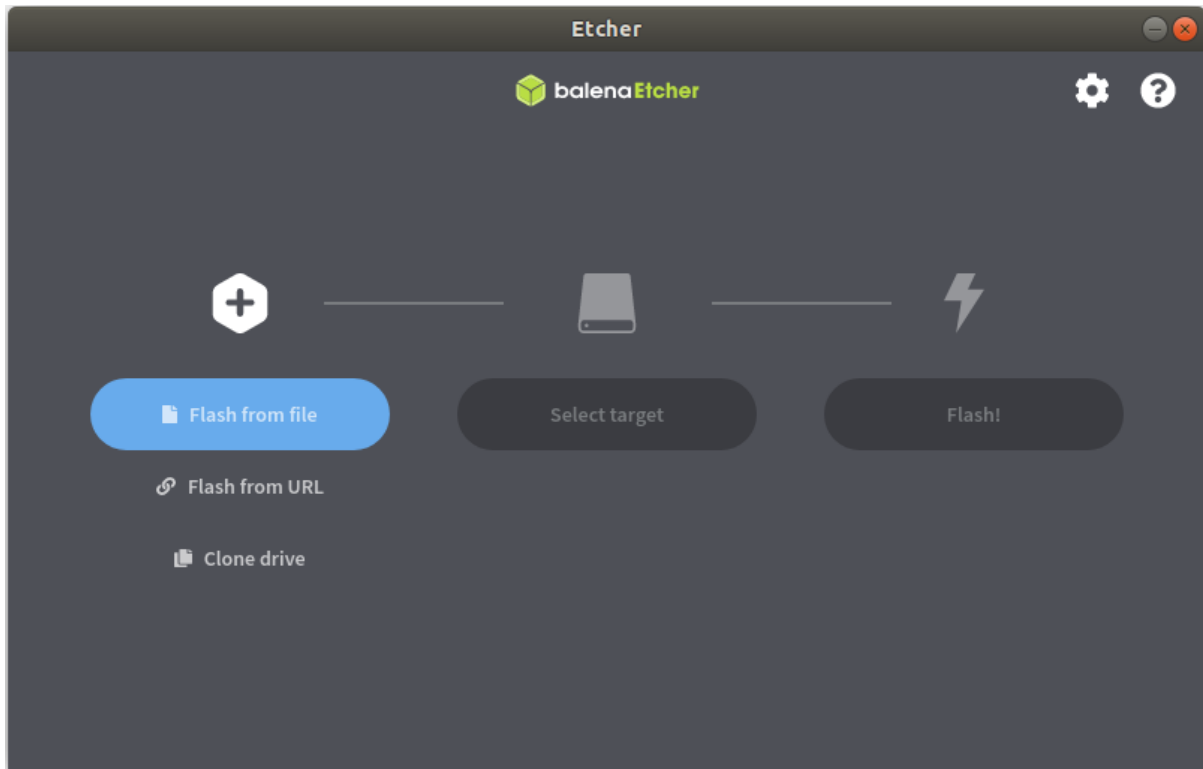 Etcher
balenaEtcher
Flash from file
Select target
Flash!
Flash from URL
Clone drive